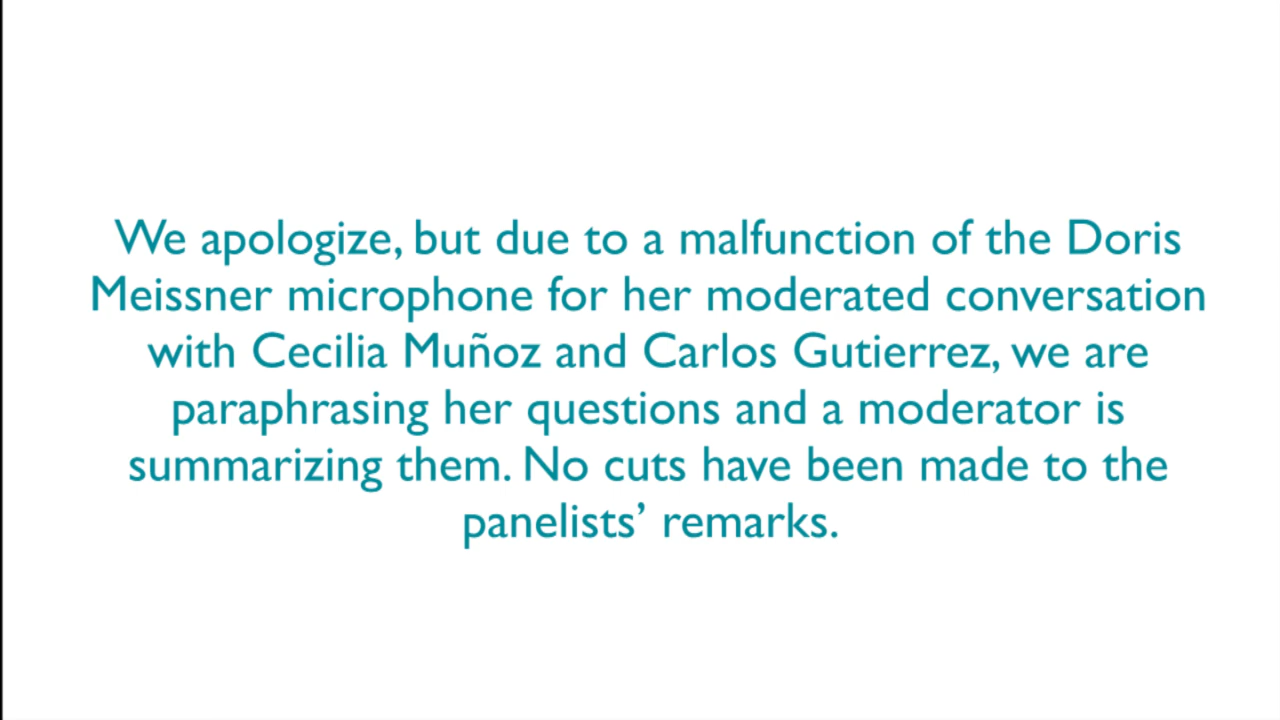 We apologize, but due to a malfunction of the Doris
Meissner microphone for her moderated conversation
with Cecilia Muñoz and Carlos Gutierrez, we are
paraphrasing her questions and a moderator is
summarizing them. No cuts have been made to the
panelists’ remarks.